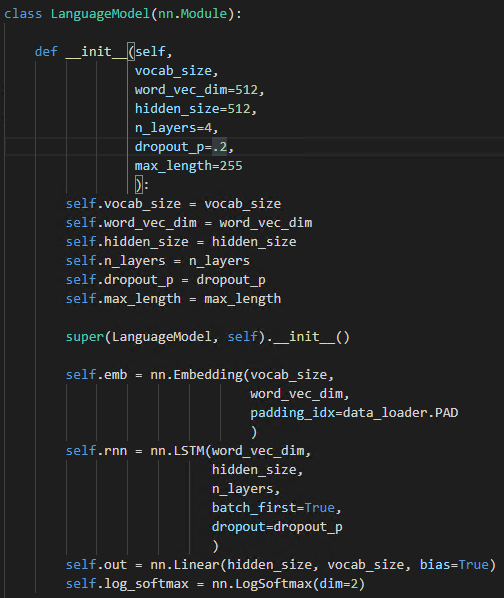 class LanguageModel(nn.Module):
def __init__(self,
vocab_size,
word_vec_dim=512,
hidden_size=512,
n_layers=4,
dropout_p=.2,
max_length=255
):
self.vocab_size = vocab_size
self.word_vec_dim = word_vec_dim
self.hidden_size = hidden_size
self.n_layers = n_layers
self.dropout_p = dropout_p
self.max_length = max_length
super(LanguageModel, self).__init__()
self.emb = nn.Embedding(vocab_size,
word_vec_dim,
padding_idx=data_loader.PAD
)
self.rnn = nn.LSTM(word_vec_dim,
hidden_size,
n_layers,
batch_first=True,
dropout=dropout_p
)
self.out = nn.Linear(hidden_size, vocab_size, bias=True)
self.log_softmax = nn.LogSoftmax(dim=2)